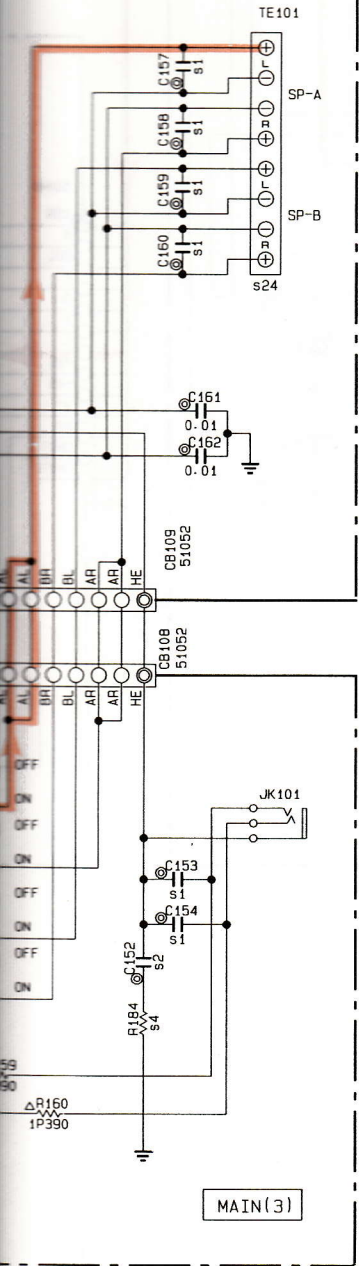 TE101
C157
s1
L
SP-A
C158
s1
R
C159
s1
L
SP-B
C160
s1
R
s24
C161
0.01
C162
0.01
CB109
51052
AL
BR
BL
AR
AR
HE
CB108
51052
AL
BR
BL
AR
AR
HE
OFF
ON
OFF
JK101
ON
OFF
C153
s1
ON
C154
s1
OFF
C152
s2
ON
R184
s4
59
90
R160
1P390
MAIN(3)